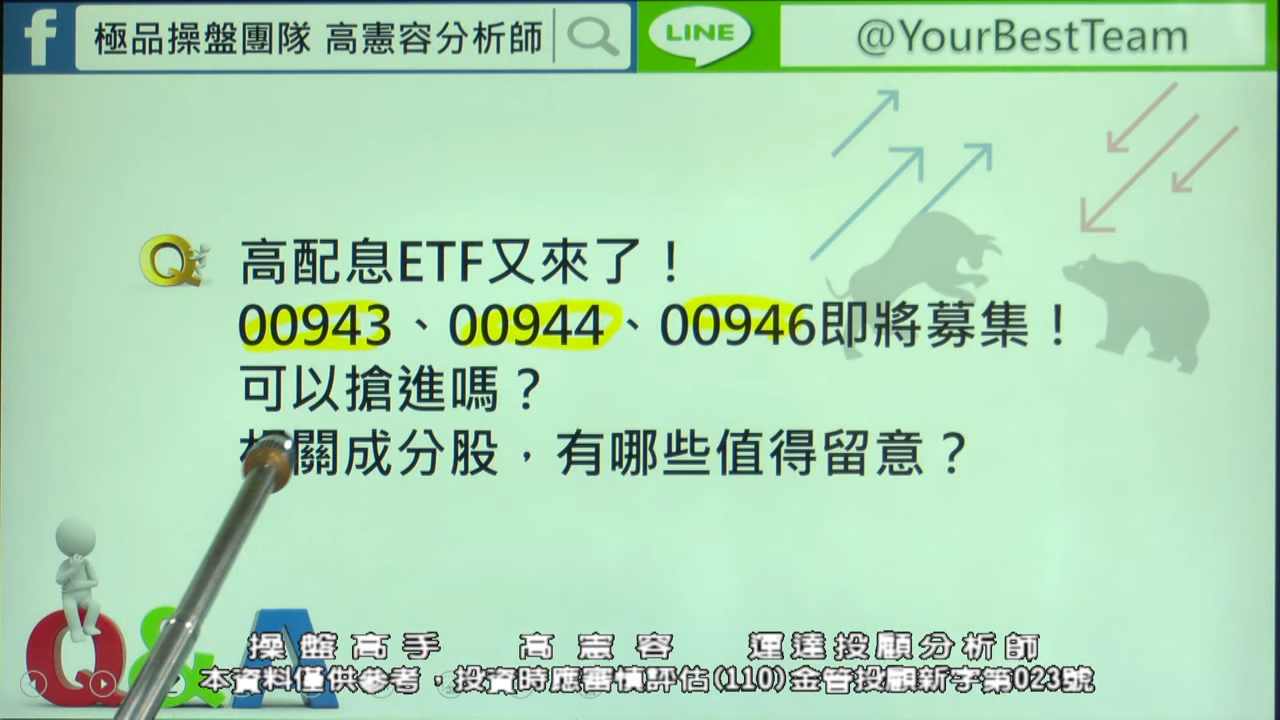 f 極品操盤團隊 高憲容分析師 LINE @YourBestTeam
Q 高配息ETF又來了！
00943、00944、00946即將募集！
可以搶進嗎？
關成分股，有哪些值得留意？
Q&A
操盤高手 高憲容 運達投顧分析師
本資料僅供參考，投資時應審慎評估(110)金管投顧新字第023號